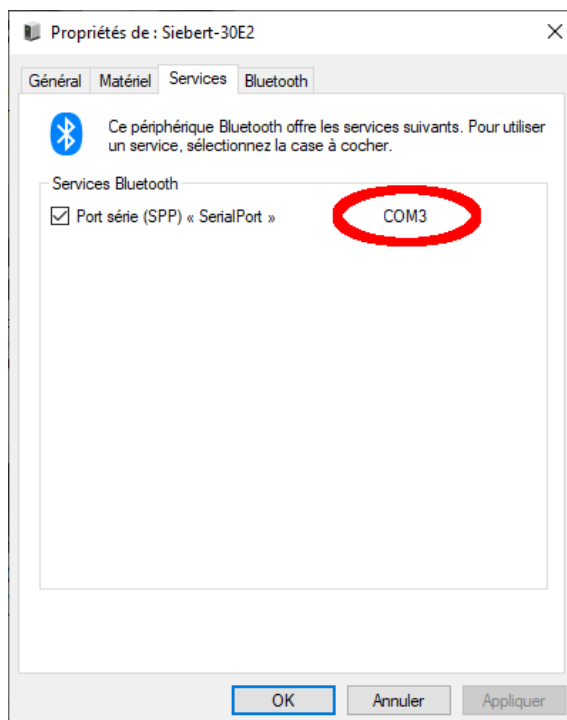 Propriétés de : Siebert-30E2
Général Matériel Services Bluetooth
Ce périphérique Bluetooth offre les services suivants. Pour utiliser
un service, sélectionnez la case à cocher.
Services Bluetooth
Port série (SPP) « SerialPort » COM3
OK Annuler Appliquer